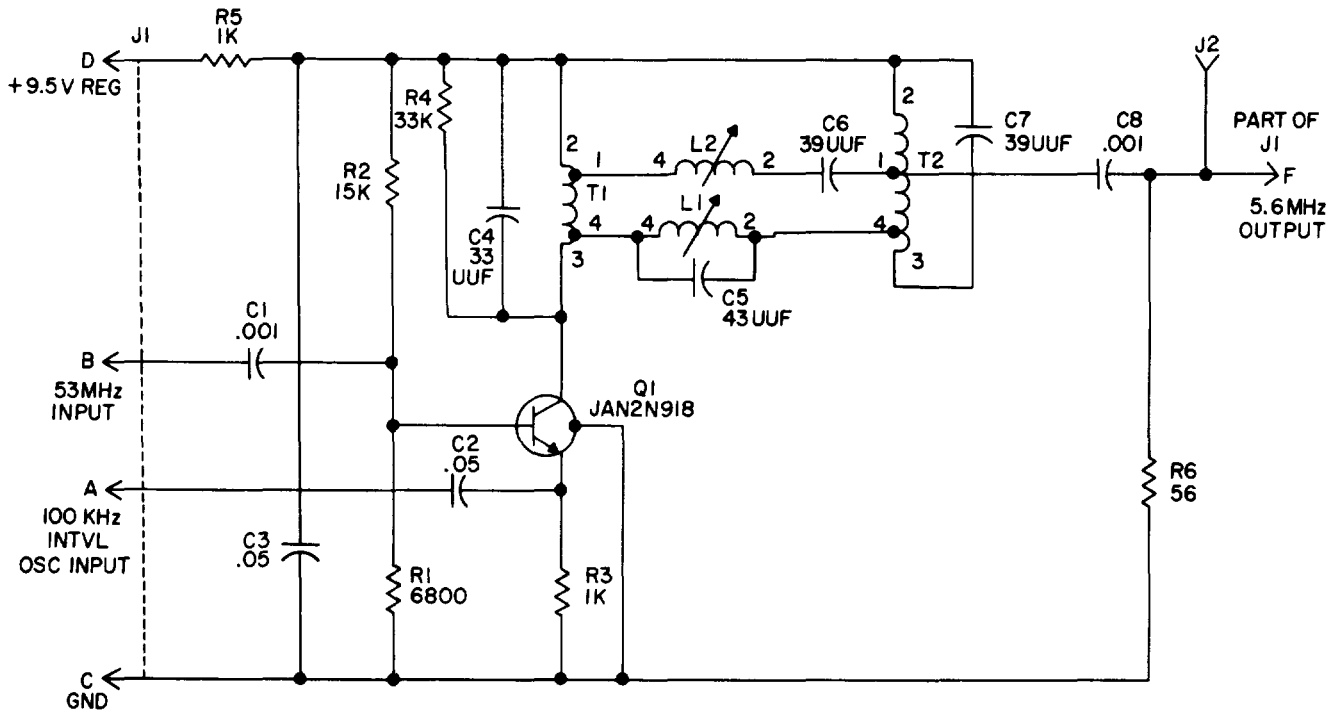 J1
R5
1K
D
+9.5V REG
R4
33K
R2
15K
C4
33
UUF
2
1
T1
4
3
4
L2
2
4
L1
2
C5
43UUF
C6
39UUF
2
1
T2
4
3
C7
39UUF
C8
.001
J2
PART OF
J1
F
5.6MHz
OUTPUT
C1
.001
B
53MHz
INPUT
Q1
JAN2N918
C2
.05
A
100 KHz
INTVL
OSC INPUT
C3
.05
R1
6800
R3
1K
R6
56
C
GND